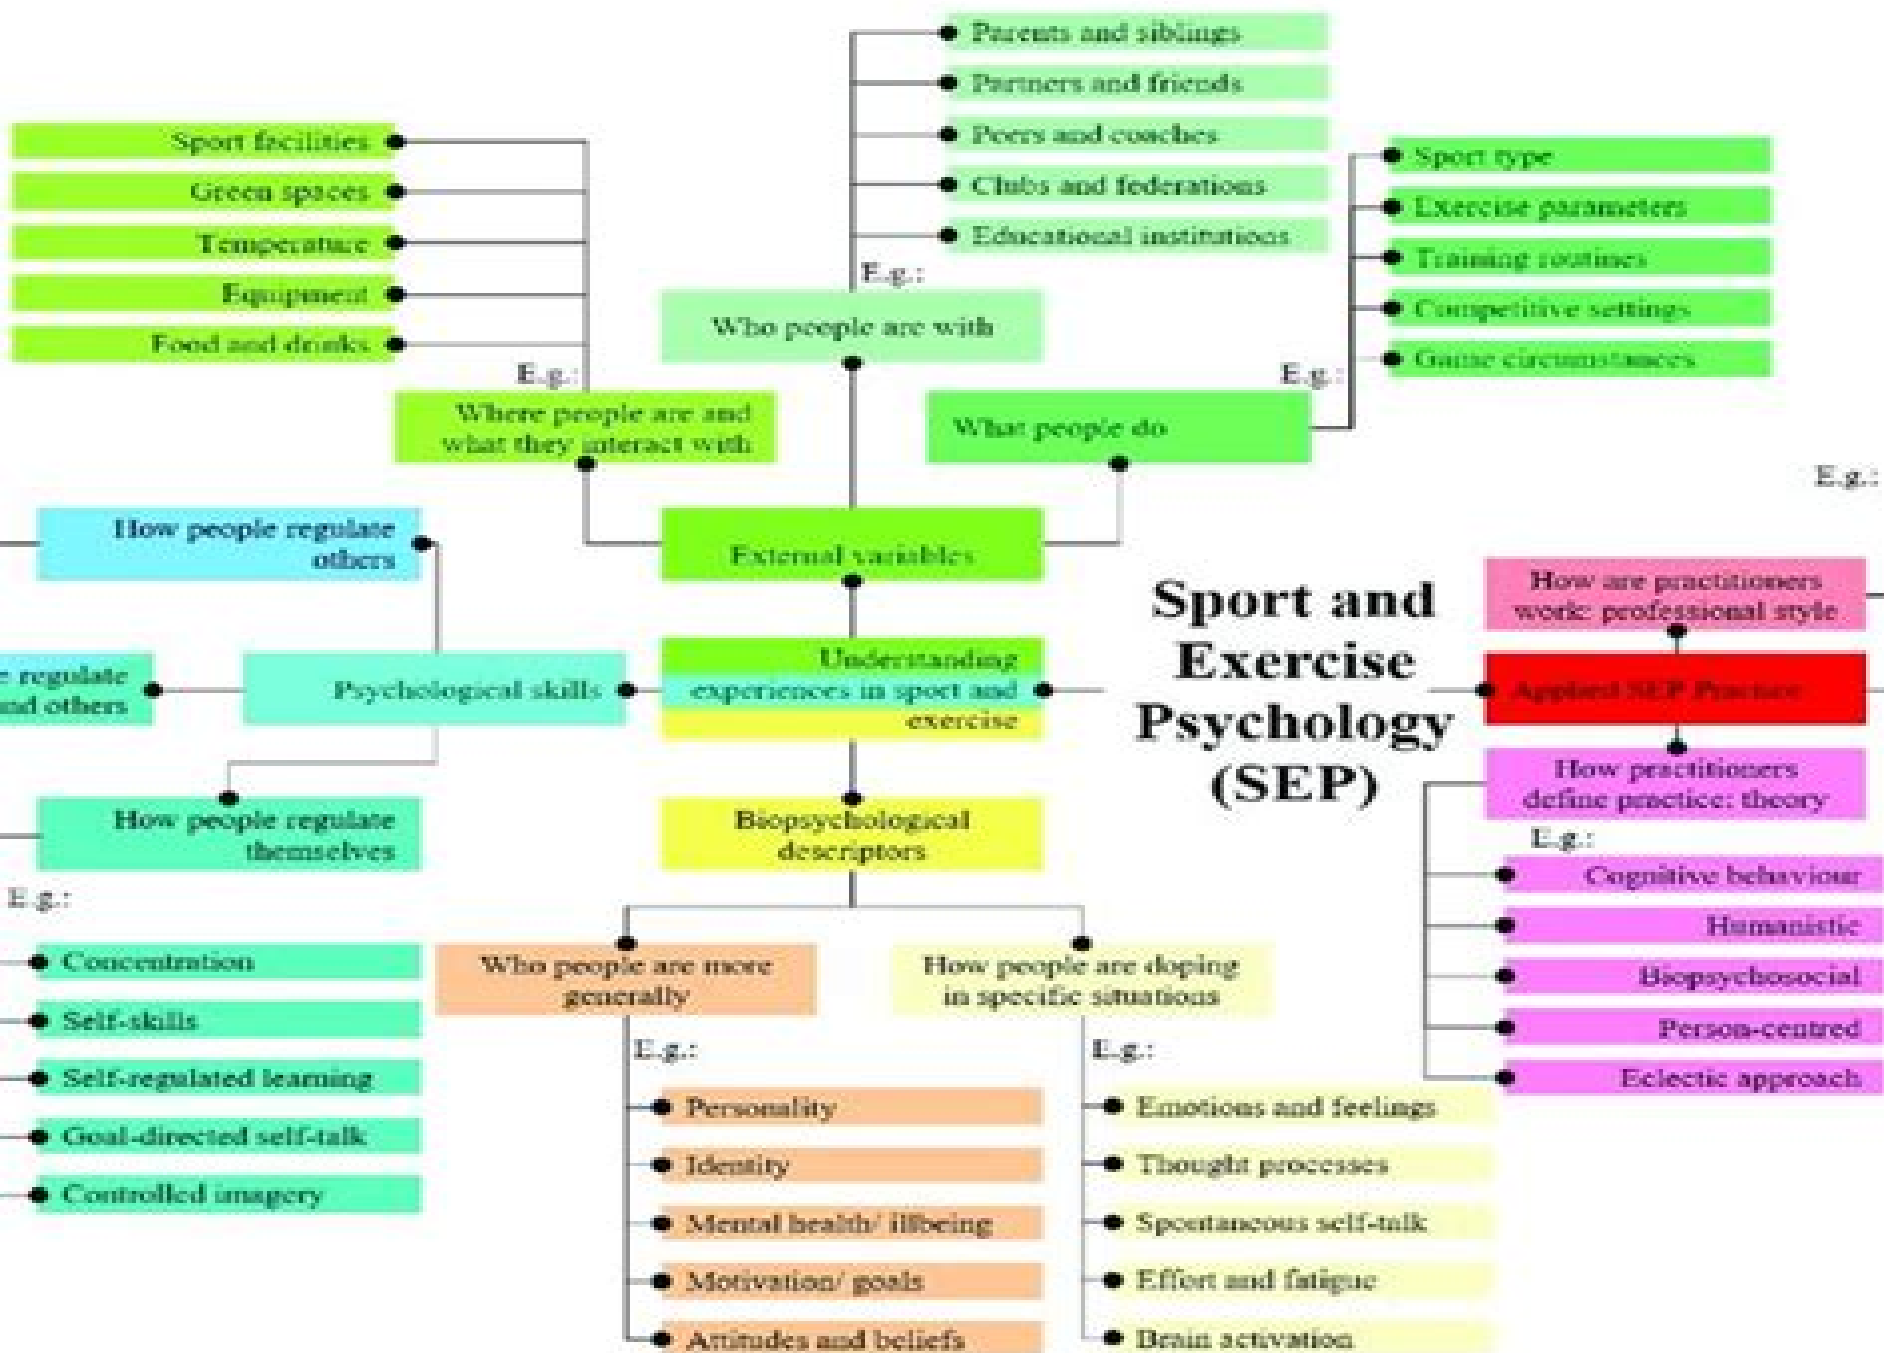 Parents and siblings
Partners and friends
Peers and coaches
Clubs and federations
Educational institutions
E.g.:
Who people are with
Sport facilities
Green spaces
Temperature
Equipment
Food and drinks
E.g.:
Where people are and
what they interact with
Sport type
Exercise parameters
Training routines
Competitive settings
Game circumstances
E.g.:
What people do
E.g.:
External variables
How people regulate
others
regulate
and others
Psychological skills
Understanding
experiences in sport and
exercise
Sport and
Exercise
Psychology
(SEP)
How are practitioners
work: professional style
Applied SEP Practice
How practitioners
define practice: theory
E.g.:
Cognitive behaviour
Humanistic
Biopsychosocial
Person-centred
Eclectic approach
How people regulate
themselves
E.g.:
Concentration
Self-skills
Self-regulated learning
Goal-directed self-talk
Controlled imagery
Biopsychological
descriptors
Who people are more
generally
E.g.:
Personality
Identity
Mental health/ illbeing
Motivation/ goals
Attitudes and beliefs
How people are doping
in specific situations
E.g.:
Emotions and feelings
Thought processes
Spontaneous self-talk
Effort and fatigue
Brain activation